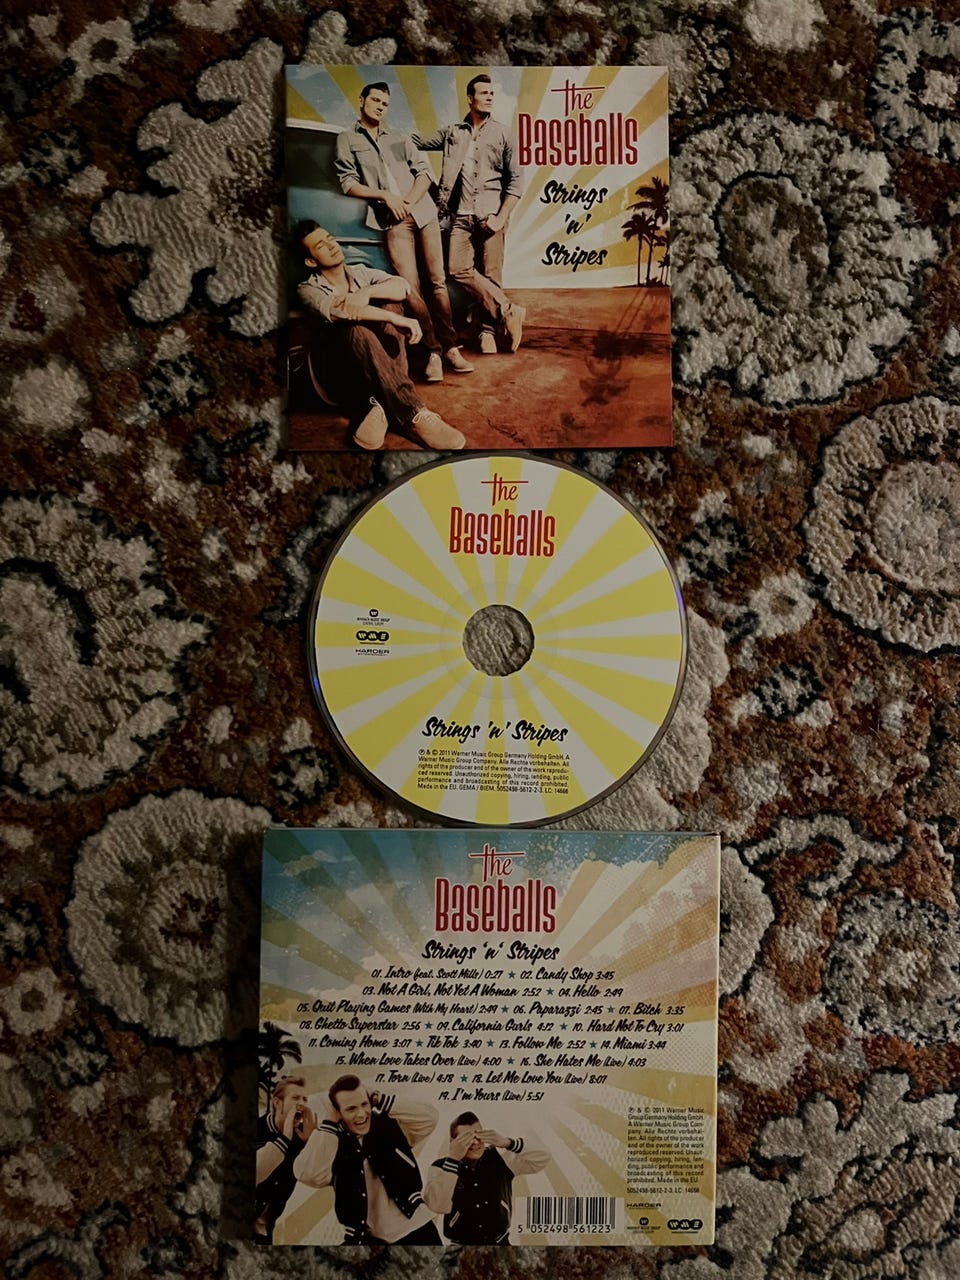 the
Baseballs
Strings
'n'
Stripes
the
Baseballs
WARNER MUSIC GROUP
CENTRAL EUROPE
HARDER
Strings 'n' Stripes
℗ & © 2011 Warner Music Group Germany Holding GmbH. A
Warner Music Group Company. Alle Rechte vorbehalten. All
rights of the producer and of the owner of the work reprodu-
ced reserved. Unauthorized copying, hiring, lending, public
performance and broadcasting of this record prohibited.
Made in the EU. GEMA / BIEM. 5052498-5612-2-3. LC: 14666
the
Baseballs
Strings 'n' Stripes
01. Intro (feat. Scott Mills) 0:27 ★ 02. Candy Shop 3:45
03. Not A Girl, Not Yet A Woman 2:52 ★ 04. Hello 2:49
05. Quit Playing Games (With My Heart) 2:49 ★ 06. Paparazzi 2:45 ★ 07. Bitch 3:35
08. Ghetto Superstar 2:56 ★ 09. California Gurls 4:12 ★ 10. Hard Not To Cry 3:01
11. Coming Home 3:07 ★ Tik Tok 3:40 ★ 13. Follow Me 2:52 ★ 14. Miami 3:44
15. When Love Takes Over (Live) 4:00 ★ 16. She Hates Me (Live) 4:03
17. Torn (Live) 4:18 ★ 18. Let Me Love You (Live) 8:07
19. I'm Yours (Live) 5:51
℗ & © 2011 Warner Music
Group Germany Holding GmbH.
A Warner Music Group Com-
pany. Alle Rechte vorbehal-
ten. All rights of the producer
and of the owner of the work
reproduced reserved. Unaut-
horized copying, hiring, len-
ding, public performance and
broadcasting of this record
prohibited. Made in the EU.
5052498-5612-2-3. LC: 14666
HARDER
5 052498 561223